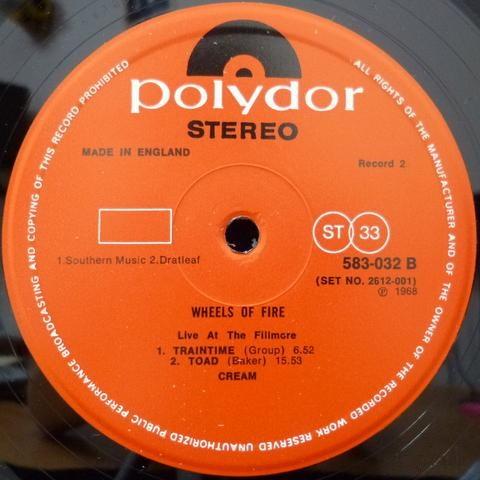 polydor
STEREO
MADE IN ENGLAND
Record 2
ST 33
1.Southern Music 2.Dratleaf
583-032 B
(SET NO. 2612-001)
℗ 1968
WHEELS OF FIRE
Live At The Fillmore
1. TRAINTIME (Group) 6.52
2. TOAD (Baker) 15.53
CREAM
ALL RIGHTS OF THE MANUFACTURER AND OF THE OWNER OF THE RECORDED WORK RESERVED UNAUTHORIZED PUBLIC PERFORMANCE BROADCASTING AND COPYING OF THIS RECORD PROHIBITED